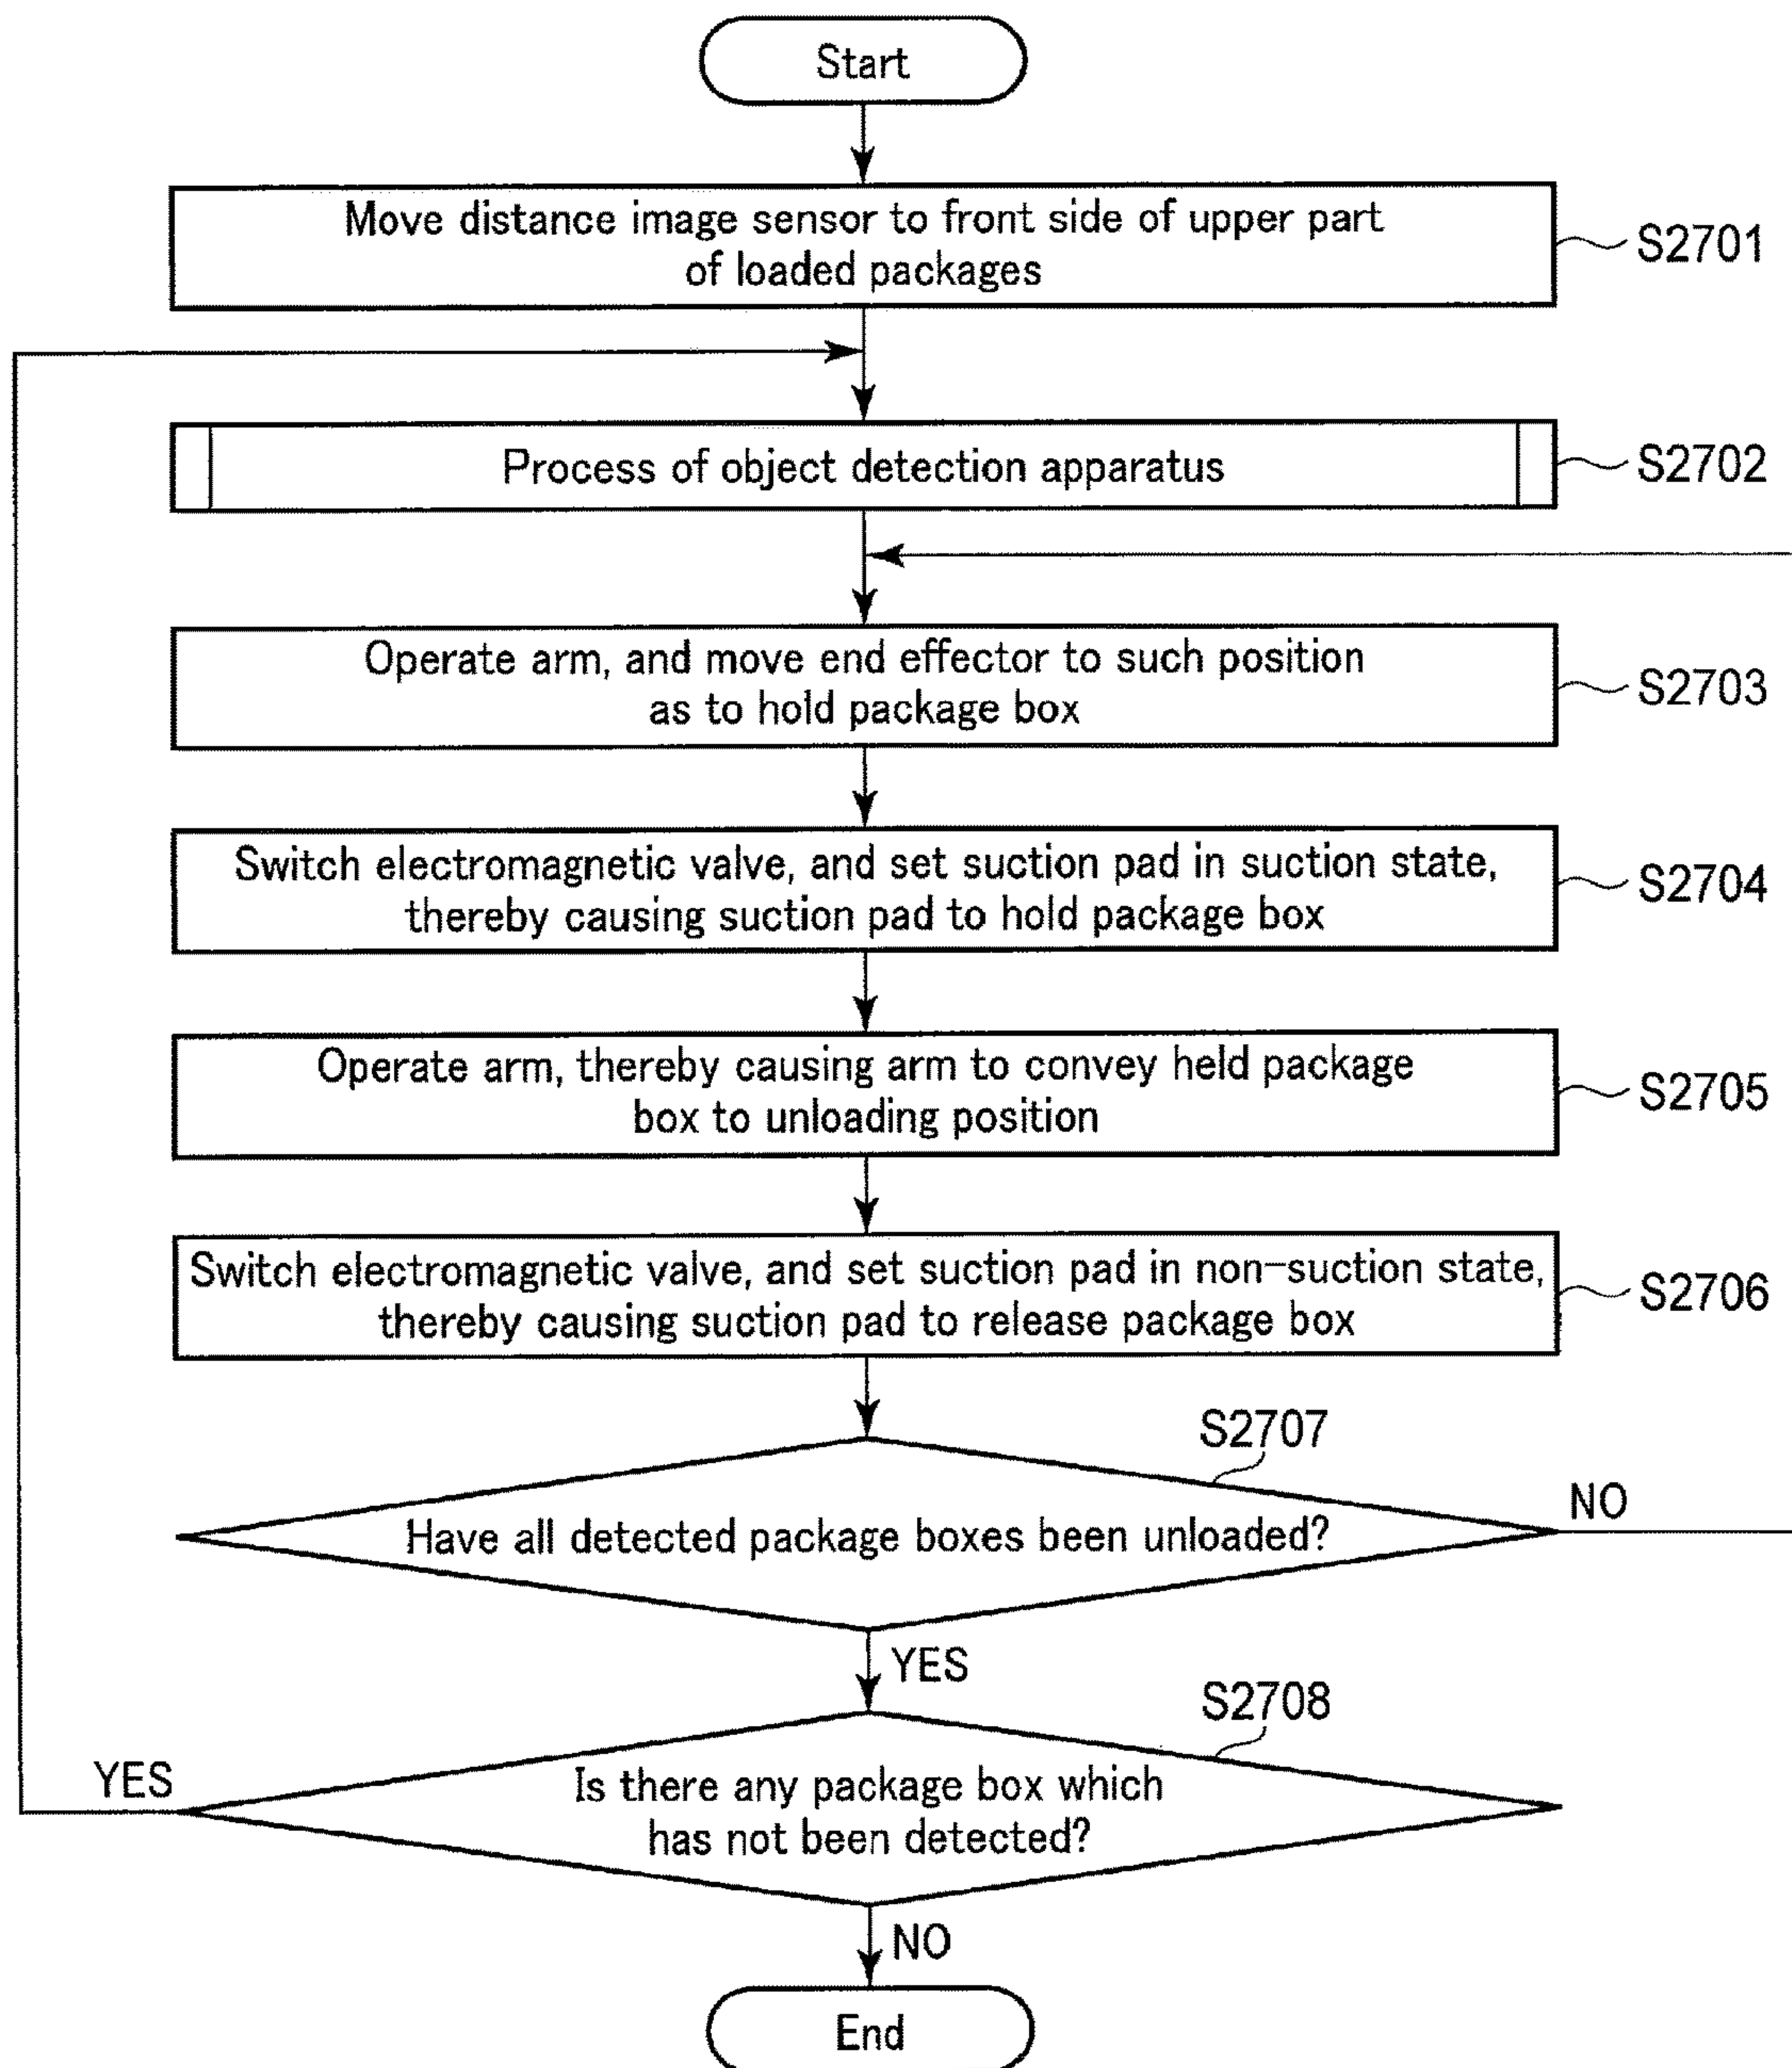 Start
Move distance image sensor to front side of upper part
of loaded packages
S2701
Process of object detection apparatus
S2702
Operate arm, and move end effector to such position
as to hold package box
S2703
Switch electromagnetic valve, and set suction pad in suction state,
thereby causing suction pad to hold package box
S2704
Operate arm, thereby causing arm to convey held package
box to unloading position
S2705
Switch electromagnetic valve, and set suction pad in non-suction state,
thereby causing suction pad to release package box
S2706
S2707
Have all detected package boxes been unloaded?
NO
YES
S2708
Is there any package box which
has not been detected?
YES
NO
End